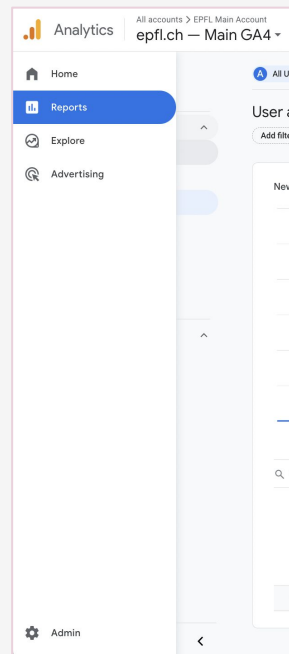 Analytics
All accounts > EPFL Main Account
epfl.ch — Main GA4
Home
Reports
Explore
Advertising
Admin
A All U
User a
Add filte
New